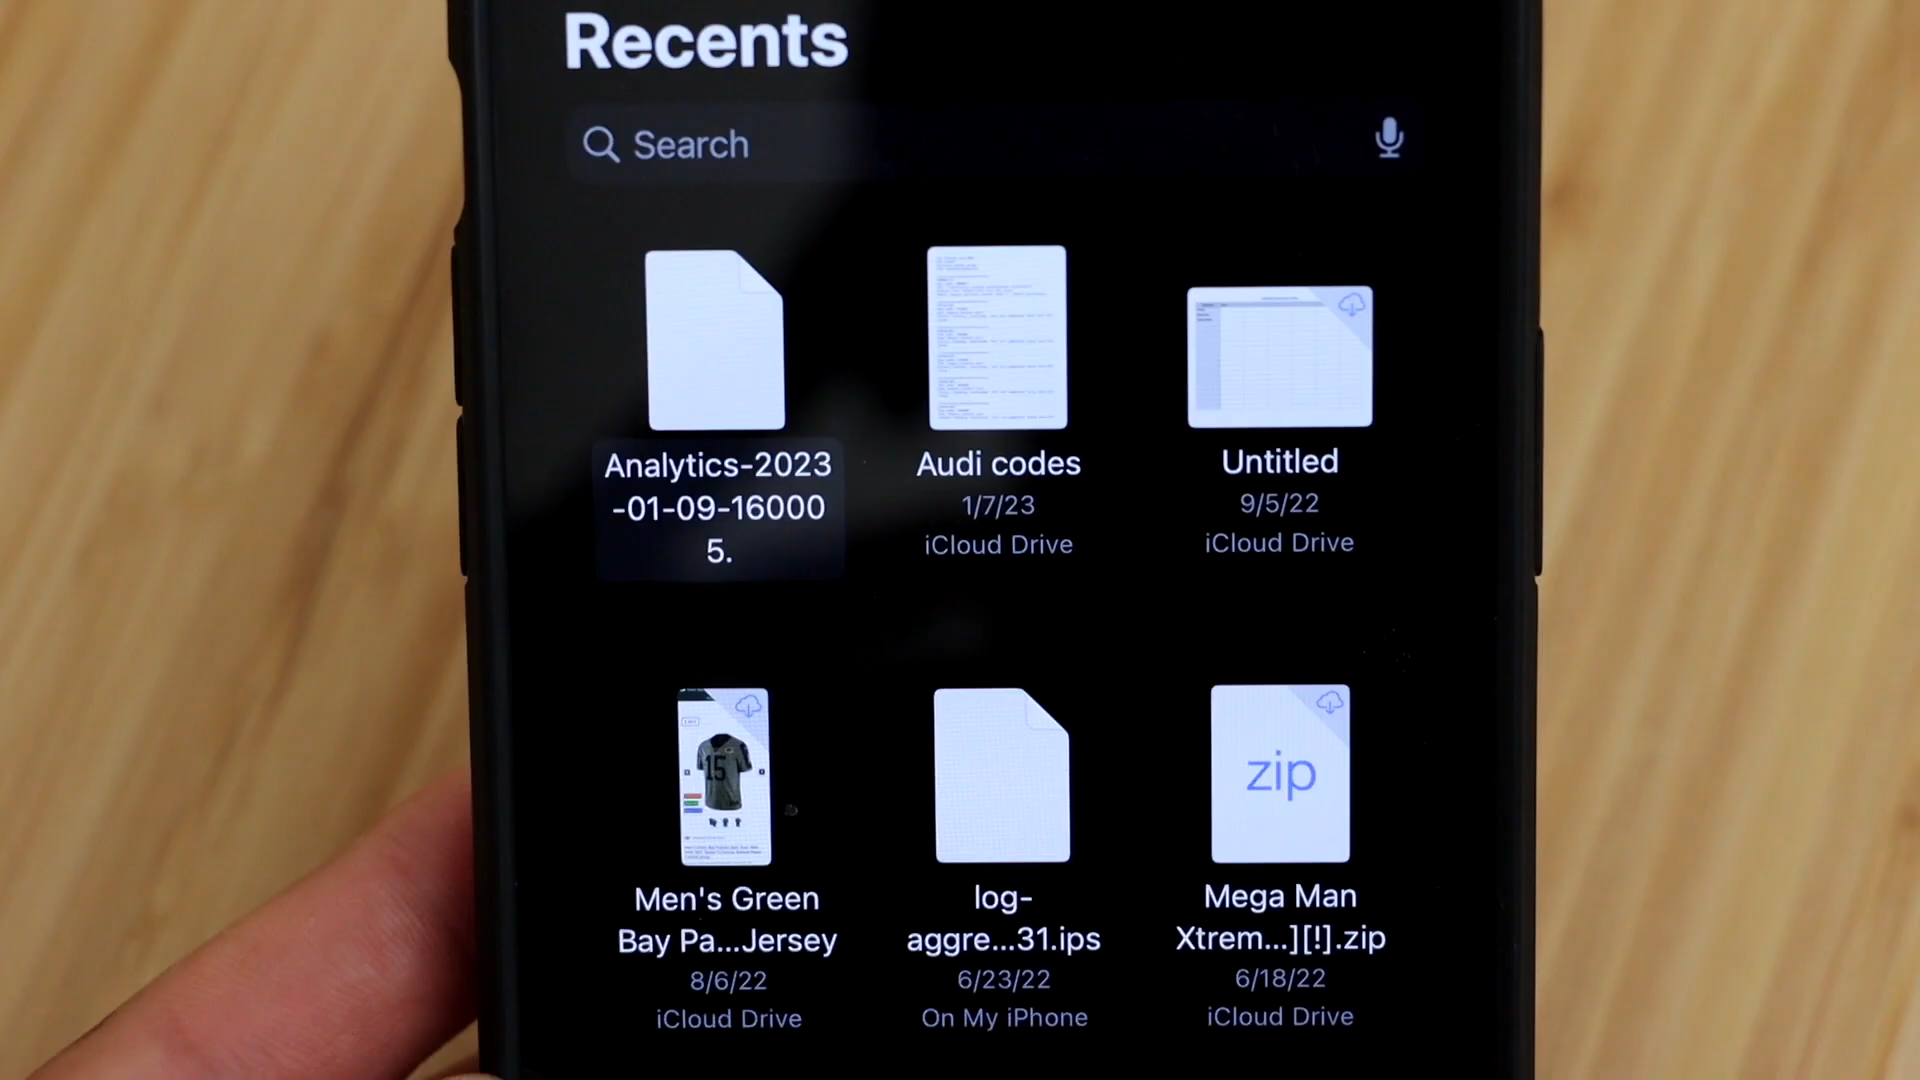 Recents
Search
Analytics-2023
-01-09-16000
5.
Audi codes
1/7/23
iCloud Drive
Untitled
9/5/22
iCloud Drive
15
zip
Men's Green
Bay Pa...Jersey
8/6/22
iCloud Drive
log-
aggre...31.ips
6/23/22
On My iPhone
Mega Man
Xtrem...][!].zip
6/18/22
iCloud Drive